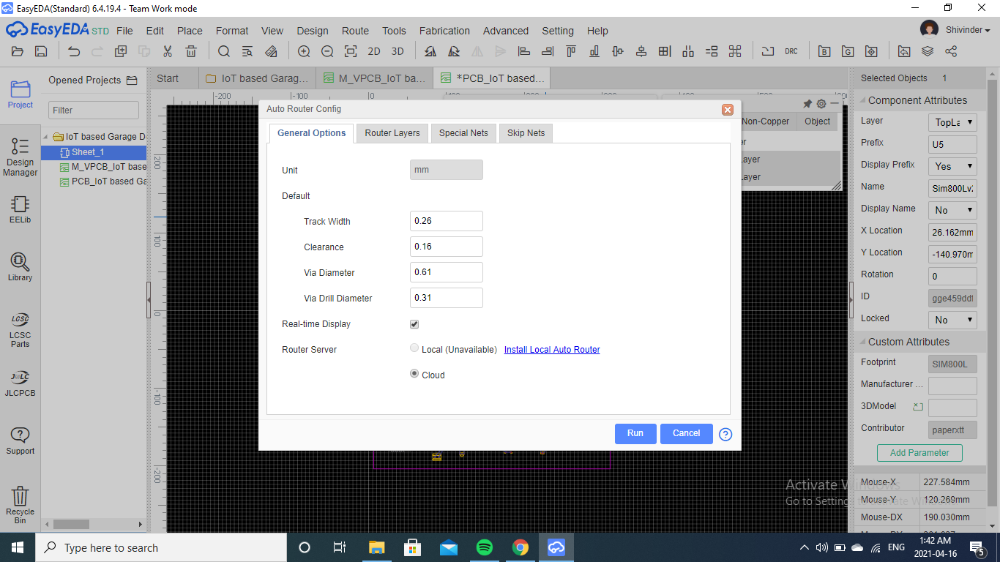 EasyEDA(Standard) 6.4.19.4 - Team Work mode
EasyEDA STD File Edit Place Format View Design Route Tools Fabrication Advanced Setting Help Shivinder
2D 3D DRC B G
Opened Projects Start IoT based Garag... M_VPCB_IoT ba... *PCB_IoT based... Selected Objects 1
Project
Filter
IoT based Garage D
Sheet_1
M_VPCB_IoT base
PCB_IoT based Ga
Design
Manager
EELib
Library
LCSC
LCSC
Parts
JLCPCB
Support
Recycle
Bin
-200 -100 0
200
100
0
-100
-200
Auto Router Config
General Options Router Layers Special Nets Skip Nets
Unit mm
Default
Track Width 0.26
Clearance 0.16
Via Diameter 0.61
Via Drill Diameter 0.31
Real-time Display
Router Server Local (Unavailable) Install Local Auto Router
Cloud
Run Cancel ?
Non-Copper Object
er
Layer
Layer
Component Attributes
Layer TopLa
Prefix U5
Display Prefix Yes
Name Sim800Lv
Display Name No
X Location 26.162mm
Y Location -140.970m
Rotation 0
ID gge459ddf
Locked No
Custom Attributes
Footprint SIM800L
Manufacturer ...
3DModel
Contributor paperxtt
Add Parameter
Mouse-X 227.584mm
Mouse-Y 120.269mm
Mouse-DX 190.030mm
Activate Windows
Go to Settings to activate Windows.
Type here to search
ENG
1:42 AM
2021-04-16
5